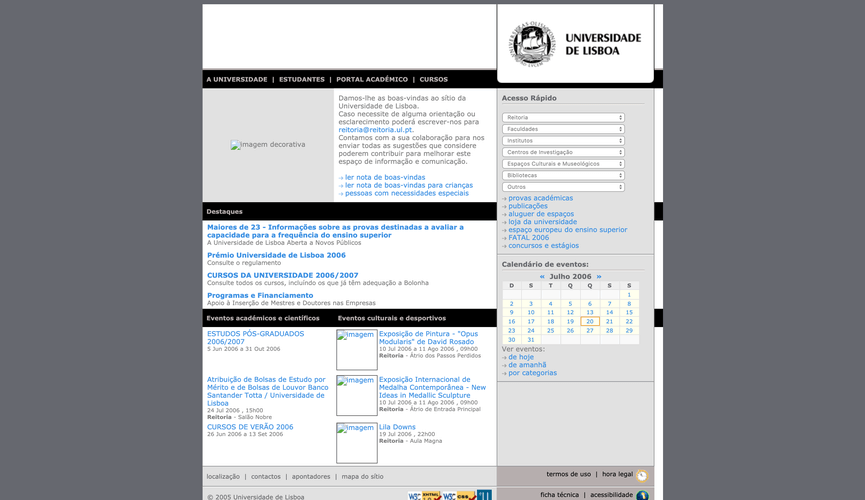 UNIVERSIDADE
DE LISBOA
A UNIVERSIDADE | ESTUDANTES | PORTAL ACADÉMICO | CURSOS
imagem decorativa
Damos-lhe as boas-vindas ao sítio da
Universidade de Lisboa.
Caso necessite de alguma orientação ou
esclarecimento poderá escrever-nos para
reitoria@reitoria.ul.pt.
Contamos com a sua colaboração para nos
enviar todas as sugestões que considere
poderem contribuir para melhorar este
espaço de informação e comunicação.
ler nota de boas-vindas
ler nota de boas-vindas para crianças
pessoas com necessidades especiais
Destaques
Maiores de 23 - Informações sobre as provas destinadas a avaliar a
capacidade para a frequência do ensino superior
A Universidade de Lisboa Aberta a Novos Públicos
Prémio Universidade de Lisboa 2006
Consulte o regulamento
CURSOS DA UNIVERSIDADE 2006/2007
Consulte todos os cursos, incluíndo os que já têm adequação a Bolonha
Programas e Financiamento
Apoio à Inserção de Mestres e Doutores nas Empresas
Eventos académicos e científicos
ESTUDOS PÓS-GRADUADOS
2006/2007
5 Jun 2006 a 31 Out 2006
Atribuição de Bolsas de Estudo por
Mérito e de Bolsas de Louvor Banco
Santander Totta / Universidade de
Lisboa
24 Jul 2006 , 15h00
Reitoria - Salão Nobre
CURSOS DE VERÃO 2006
26 Jun 2006 a 13 Set 2006
Eventos culturais e desportivos
imagem
Exposição de Pintura - "Opus
Modularis" de David Rosado
10 Jul 2006 a 11 Ago 2006 , 09h00
Reitoria - Átrio dos Passos Perdidos
imagem
Exposição Internacional de
Medalha Contemporânea - New
Ideas in Medallic Sculpture
10 Jul 2006 a 11 Ago 2006 , 09h00
Reitoria - Átrio de Entrada Principal
imagem
Lila Downs
19 Jul 2006 , 22h00
Reitoria - Aula Magna
Acesso Rápido
Reitoria
Faculdades
Institutos
Centros de Investigação
Espaços Culturais e Museológicos
Bibliotecas
Outros
provas académicas
publicações
aluguer de espaços
loja da universidade
espaço europeu do ensino superior
FATAL 2006
concursos e estágios
Calendário de eventos:
« Julho 2006 »
D S T Q Q S S
1
2 3 4 5 6 7 8
9 10 11 12 13 14 15
16 17 18 19 20 21 22
23 24 25 26 27 28 29
30 31
Ver eventos:
de hoje
de amanhã
por categorias
localização | contactos | apontadores | mapa do sítio
termos de uso | hora legal
© 2005 Universidade de Lisboa
W3C XHTML 1.0 W3C CSS
ficha técnica | acessibilidade